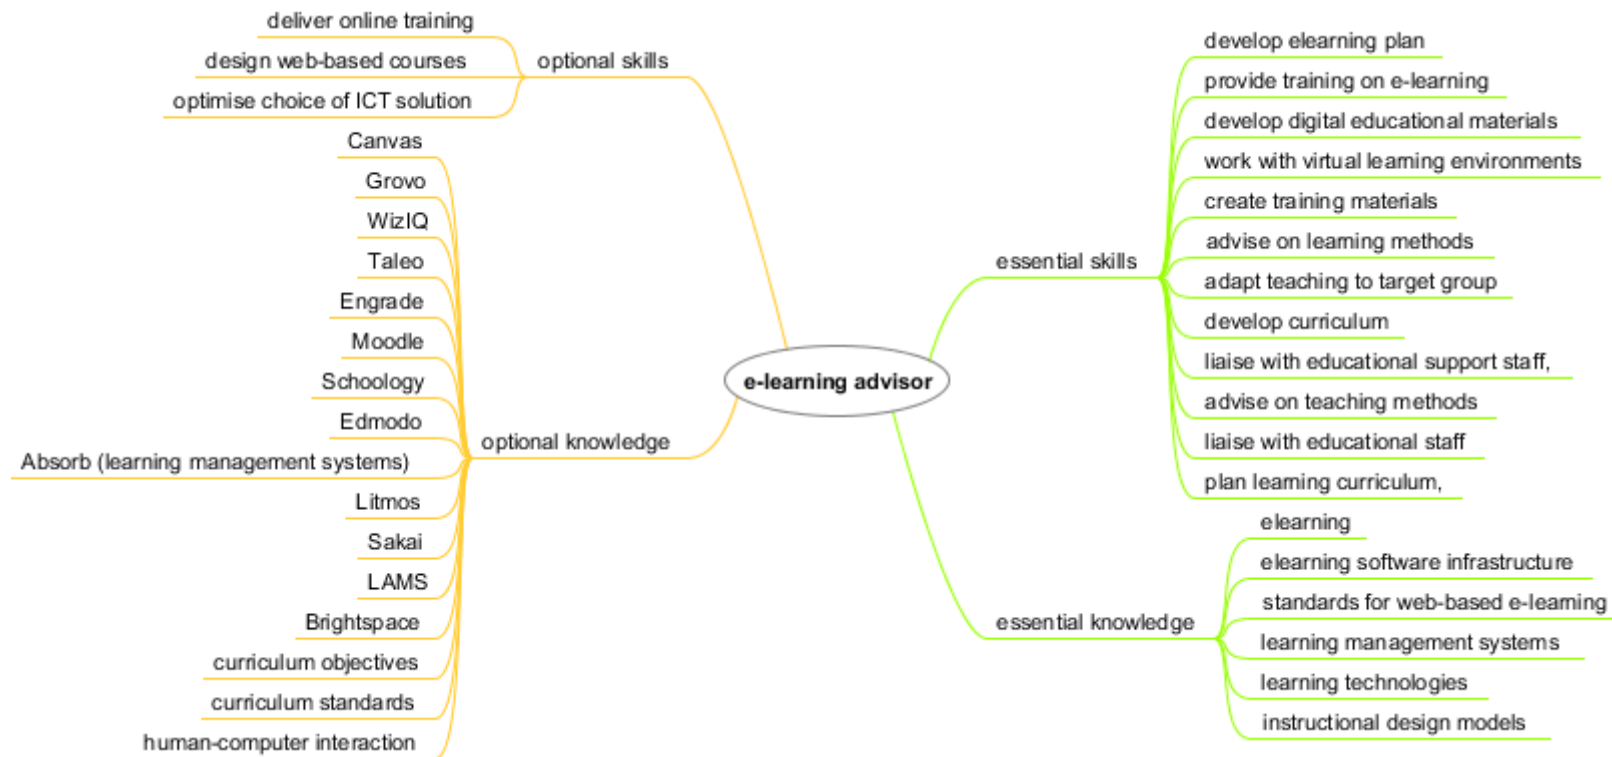 deliver online training
design web-based courses
optimise choice of ICT solution
optional skills
Canvas
Grovo
WizIQ
Taleo
Engrade
Moodle
Schoology
Edmodo
Absorb (learning management systems)
Litmos
Sakai
LAMS
Brightspace
curriculum objectives
curriculum standards
human-computer interaction
optional knowledge
e-learning advisor
essential skills
develop elearning plan
provide training on e-learning
develop digital educational materials
work with virtual learning environments
create training materials
advise on learning methods
adapt teaching to target group
develop curriculum
liaise with educational support staff,
advise on teaching methods
liaise with educational staff
plan learning curriculum,
essential knowledge
elearning
elearning software infrastructure
standards for web-based e-learning
learning management systems
learning technologies
instructional design models